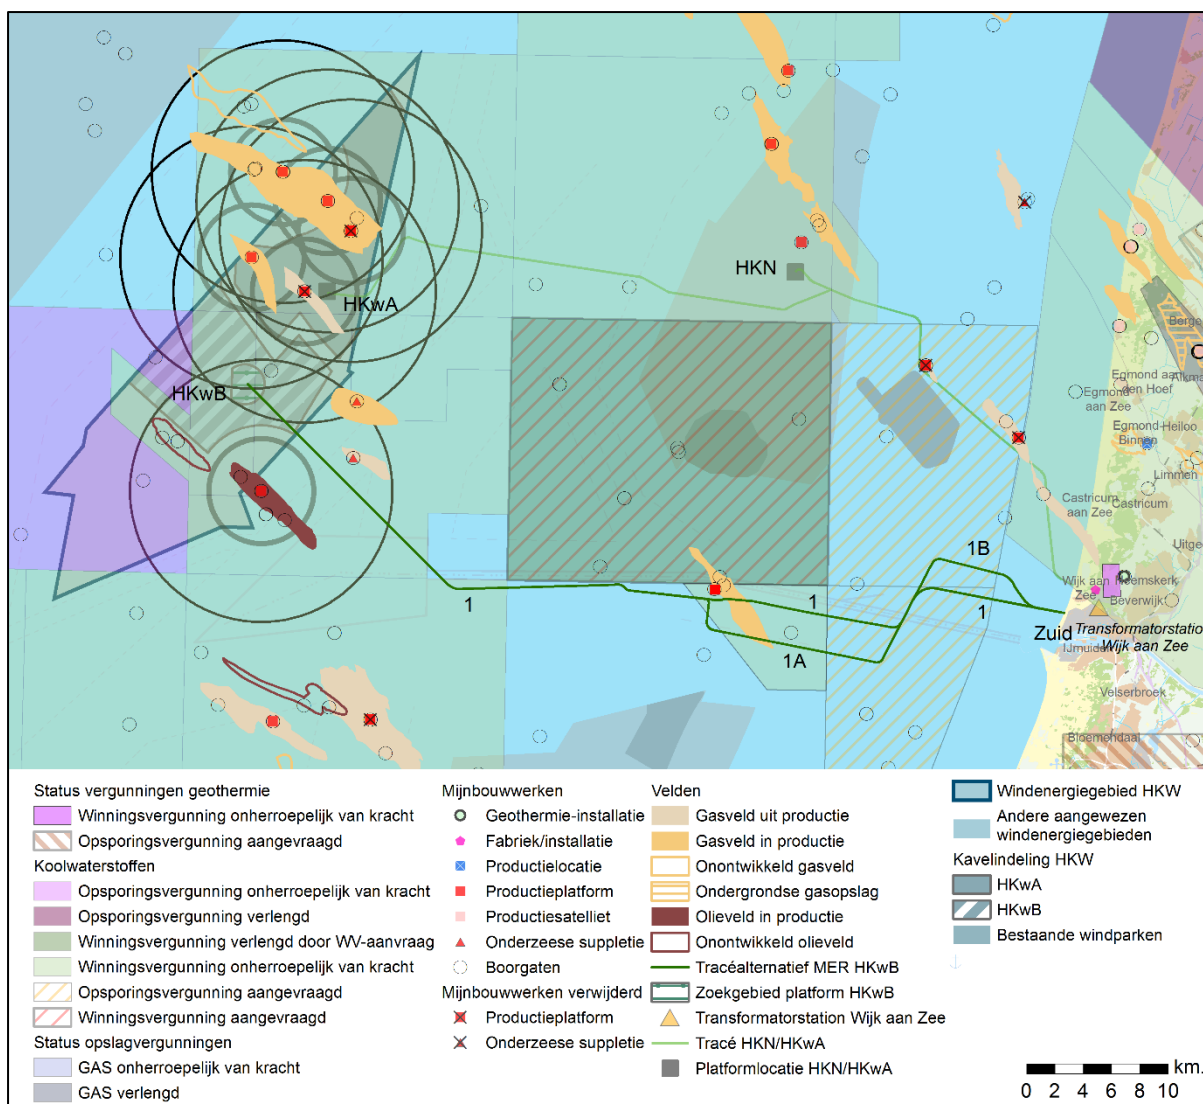 HKN
HKwA
Berge
Egmond aan
den Hoef
Alkma
HKwB
Egmond
aan Zee
Egmond-Heiloo
Binnen
Limmen
Castricum
aan Zee
Castricum
Uitgee
1B
Wijk aan
Zee
Heemskerk
Beverwijk
1
1
1
Zuid
Transformatorstation
Wijk aan Zee
IJmuiden
1A
Velserbroek
Bloemendaal
Status vergunningen geothermie
Winningsvergunning onherroepelijk van kracht
Opsporingsvergunning aangevraagd
Koolwaterstoffen
Opsporingsvergunning onherroepelijk van kracht
Opsporingsvergunning verlengd
Winningsvergunning verlengd door WV-aanvraag
Winningsvergunning onherroepelijk van kracht
Opsporingsvergunning aangevraagd
Winningsvergunning aangevraagd
Status opslagvergunningen
GAS onherroepelijk van kracht
GAS verlengd
Mijnbouwwerken
Geothermie-installatie
Fabriek/installatie
Productielocatie
Productieplatform
Productiesatelliet
Onderzeese suppletie
Boorgaten
Mijnbouwwerken verwijderd
Productieplatform
Onderzeese suppletie
Velden
Gasveld uit productie
Gasveld in productie
Onontwikkeld gasveld
Ondergrondse gasopslag
Olieveld in productie
Onontwikkeld olieveld
Tracéalternatief MER HKwB
Zoekgebied platform HKwB
Transformatorstation Wijk aan Zee
Tracé HKN/HKwA
Platformlocatie HKN/HKwA
Windenergiegebied HKW
Andere aangewezen
windenergiegebieden
Kavelindeling HKW
HKwA
HKwB
Bestaande windparken
km.
0 2 4 6 8 10